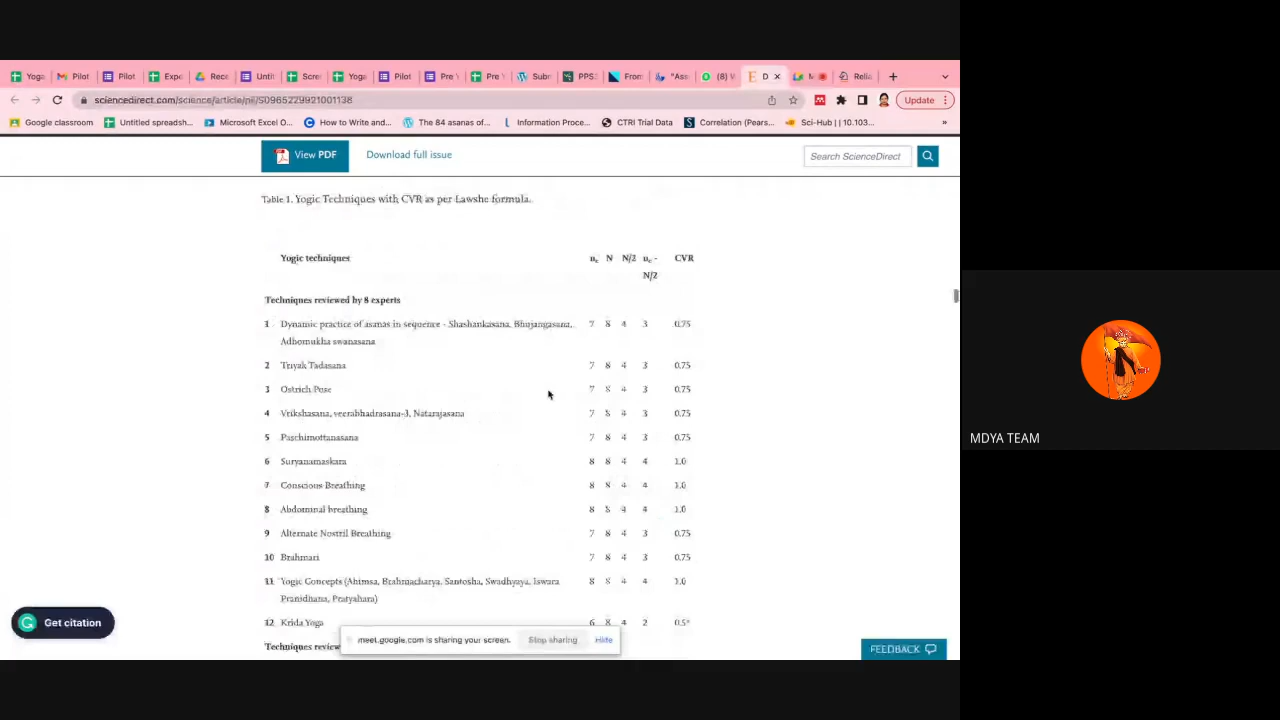 Yoga Pilot Pilot Expe Reco Untit Scre Yoga Pilot Pre Y Pre Y Subm PPS: Fron "Ass (8) W D M Relia
sciencedirect.com/science/article/pii/S0965229921001138 Update
Google classroom Untitled spreadsh... Microsoft Excel O... How to Write and... The 84 asanas of... Information Proce... CTRI Trial Data Correlation (Pears... Sci-Hub | | 10.103... »
View PDF Download full issue Search ScienceDirect
Table 1. Yogic Techniques with CVR as per Lawshe formula.
Yogic techniques nc N N/2 nc - N/2 CVR
Techniques reviewed by 8 experts
1 Dynamic practice of asanas in sequence - Shashankasana, Bhujangasana, 7 8 4 3 0.75
Adhomukha swanasana
2 Triyak Tadasana 7 8 4 3 0.75
3 Ostrich Pose 7 8 4 3 0.75
4 Vrikshasana, veerabhadrasana-3, Natarajasana 7 8 4 3 0.75
5 Paschimottanasana 7 8 4 3 0.75
6 Suryanamaskara 8 8 4 4 1.0
7 Conscious Breathing 8 8 4 4 1.0
8 Abdominal breathing 8 8 4 4 1.0
9 Alternate Nostril Breathing 7 8 4 3 0.75
10 Brahmari 7 8 4 3 0.75
11 Yogic Concepts (Ahimsa, Brahmacharya, Santosha, Swadhyaya, Iswara 8 8 4 4 1.0
Pranidhana, Pratyahara)
12 Krida Yoga 6 8 4 2 0.5*
Techniques review
Get citation
meet.google.com is sharing your screen. Stop sharing Hide
FEEDBACK
MDYA TEAM